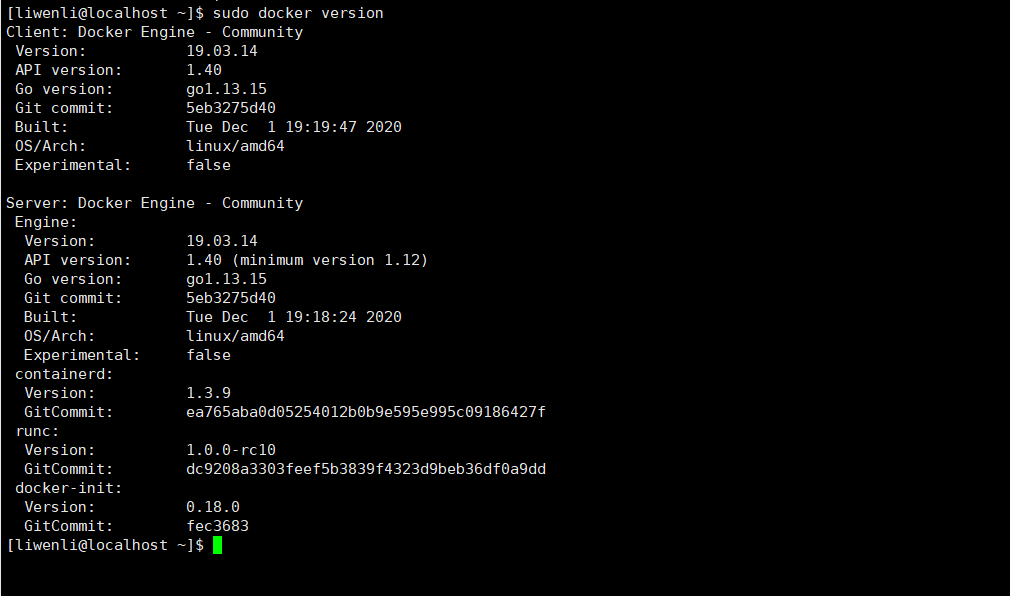 [liwenli@localhost ~]$ sudo docker version
Client: Docker Engine - Community
 Version:           19.03.14
 API version:       1.40
 Go version:        go1.13.15
 Git commit:        5eb3275d40
 Built:             Tue Dec  1 19:19:47 2020
 OS/Arch:           linux/amd64
 Experimental:      false

Server: Docker Engine - Community
 Engine:
  Version:          19.03.14
  API version:      1.40 (minimum version 1.12)
  Go version:       go1.13.15
  Git commit:       5eb3275d40
  Built:            Tue Dec  1 19:18:24 2020
  OS/Arch:          linux/amd64
  Experimental:     false
 containerd:
  Version:          1.3.9
  GitCommit:        ea765aba0d05254012b0b9e595e995c09186427f
 runc:
  Version:          1.0.0-rc10
  GitCommit:        dc9208a3303feef5b3839f4323d9beb36df0a9dd
 docker-init:
  Version:          0.18.0
  GitCommit:        fec3683
[liwenli@localhost ~]$